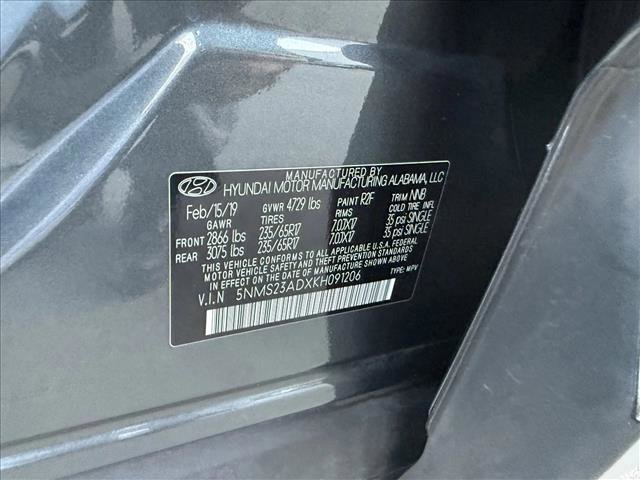 MANUFACTURED BY
HYUNDAI MOTOR MANUFACTURING ALABAMA, LLC
Feb/15/19 GVWR 4729 lbs PAINT R2F TRIM NNB
GAWR TIRES RIMS COLD TIRE INFL
FRONT 2866 lbs 235/65R17 7.0JX17 35 psi SINGLE
REAR 3075 lbs 235/65R17 7.0JX17 35 psi SINGLE
THIS VEHICLE CONFORMS TO ALL APPLICABLE U.S.A. FEDERAL
MOTOR VEHICLE SAFETY AND THEFT PREVENTION STANDARDS
IN EFFECT ON THE DATE OF MANUFACTURE SHOWN ABOVE.
V.I.N 5NMS23ADXKH091206 TYPE: MPV